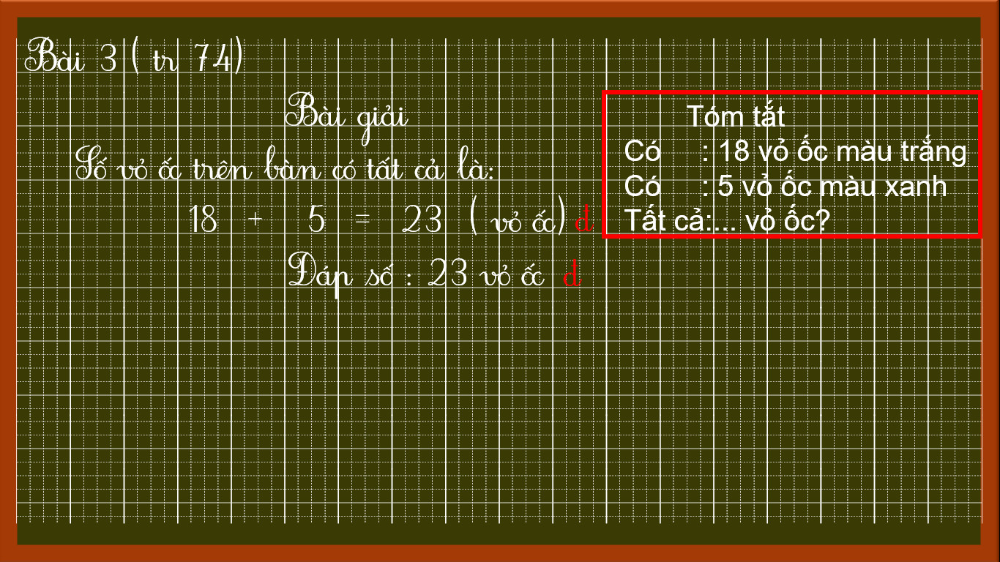 Bài 3 ( tr 74)
Bài giải
Số vỏ ốc trên bàn có tất cả là:
18 + 5 = 23 ( vỏ ốc) đ
Đáp số : 23 vỏ ốc đ
Tóm tắt
Có : 18 vỏ ốc màu trắng
Có : 5 vỏ ốc màu xanh
Tất cả:... vỏ ốc?